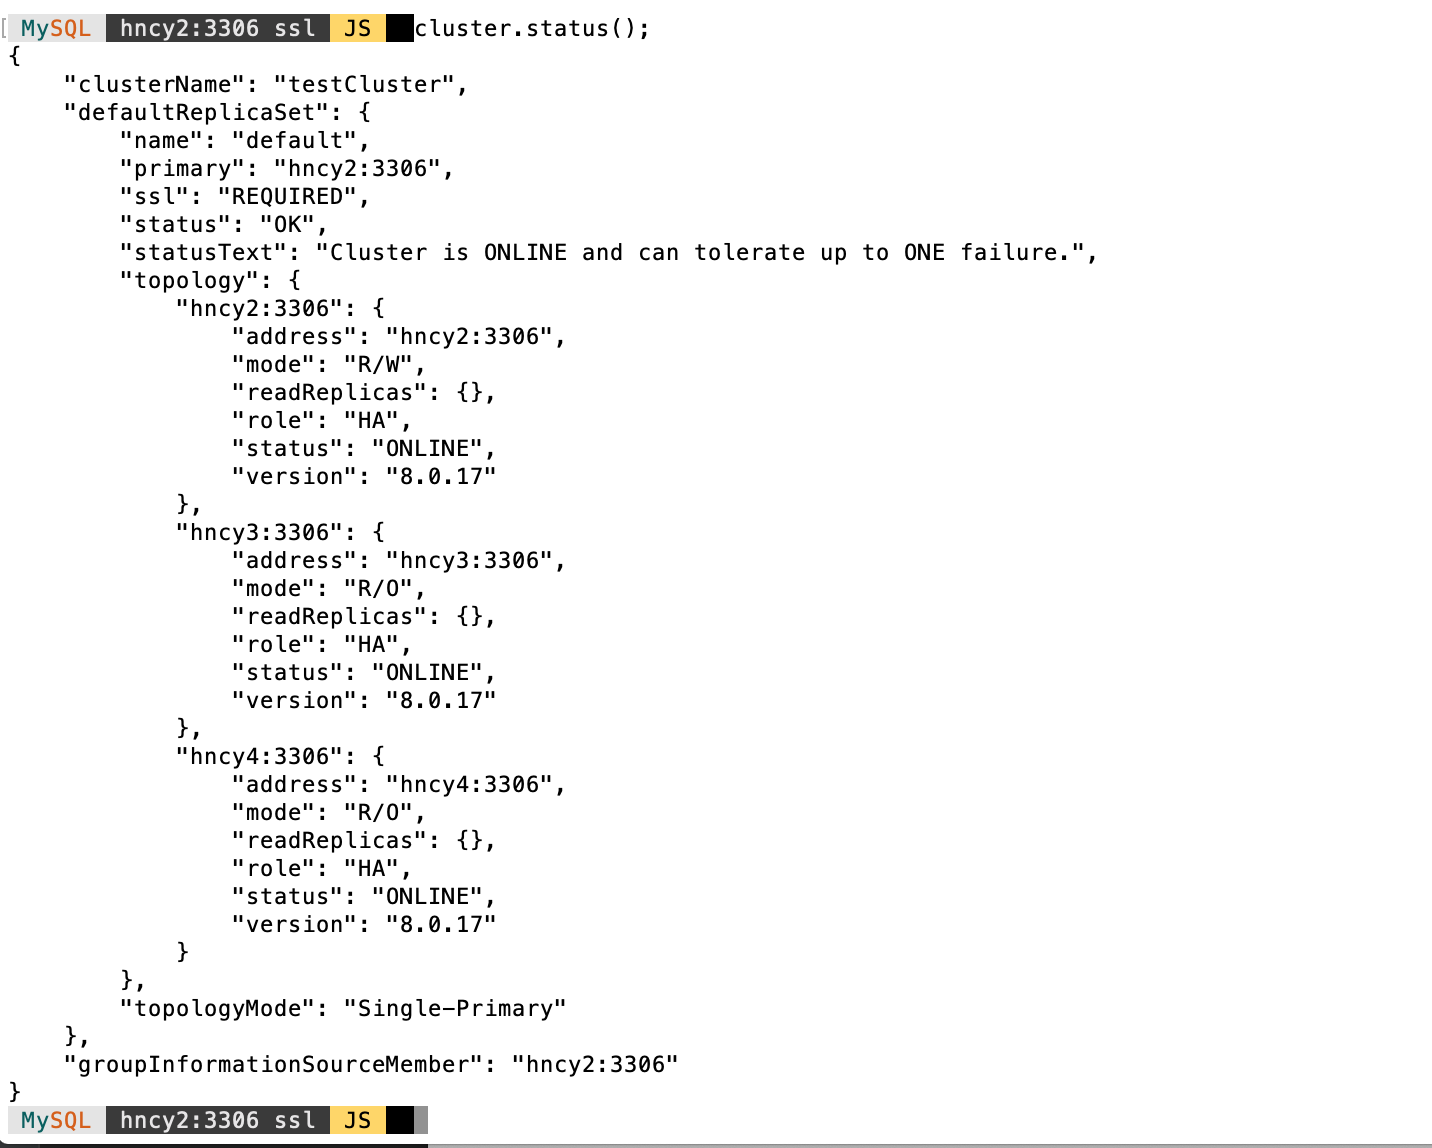 MySQL hncy2:3306 ssl JS cluster.status();
{
    "clusterName": "testCluster",
    "defaultReplicaSet": {
        "name": "default",
        "primary": "hncy2:3306",
        "ssl": "REQUIRED",
        "status": "OK",
        "statusText": "Cluster is ONLINE and can tolerate up to ONE failure.",
        "topology": {
            "hncy2:3306": {
                "address": "hncy2:3306",
                "mode": "R/W",
                "readReplicas": {},
                "role": "HA",
                "status": "ONLINE",
                "version": "8.0.17"
            },
            "hncy3:3306": {
                "address": "hncy3:3306",
                "mode": "R/O",
                "readReplicas": {},
                "role": "HA",
                "status": "ONLINE",
                "version": "8.0.17"
            },
            "hncy4:3306": {
                "address": "hncy4:3306",
                "mode": "R/O",
                "readReplicas": {},
                "role": "HA",
                "status": "ONLINE",
                "version": "8.0.17"
            }
        },
        "topologyMode": "Single-Primary"
    },
    "groupInformationSourceMember": "hncy2:3306"
}
MySQL hncy2:3306 ssl JS